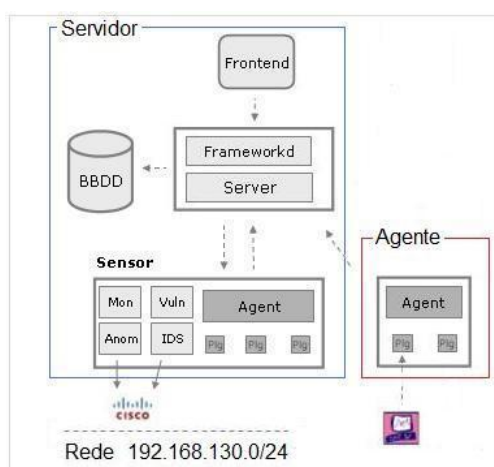 Servidor
Frontend
Frameworkd
Server
BBDD
Agente
Sensor
Mon
Vuln
Agent
Anom
IDS
Plg
Plg
Plg
Agent
Plg
Plg
CISCO
Rede 192.168.130.0/24